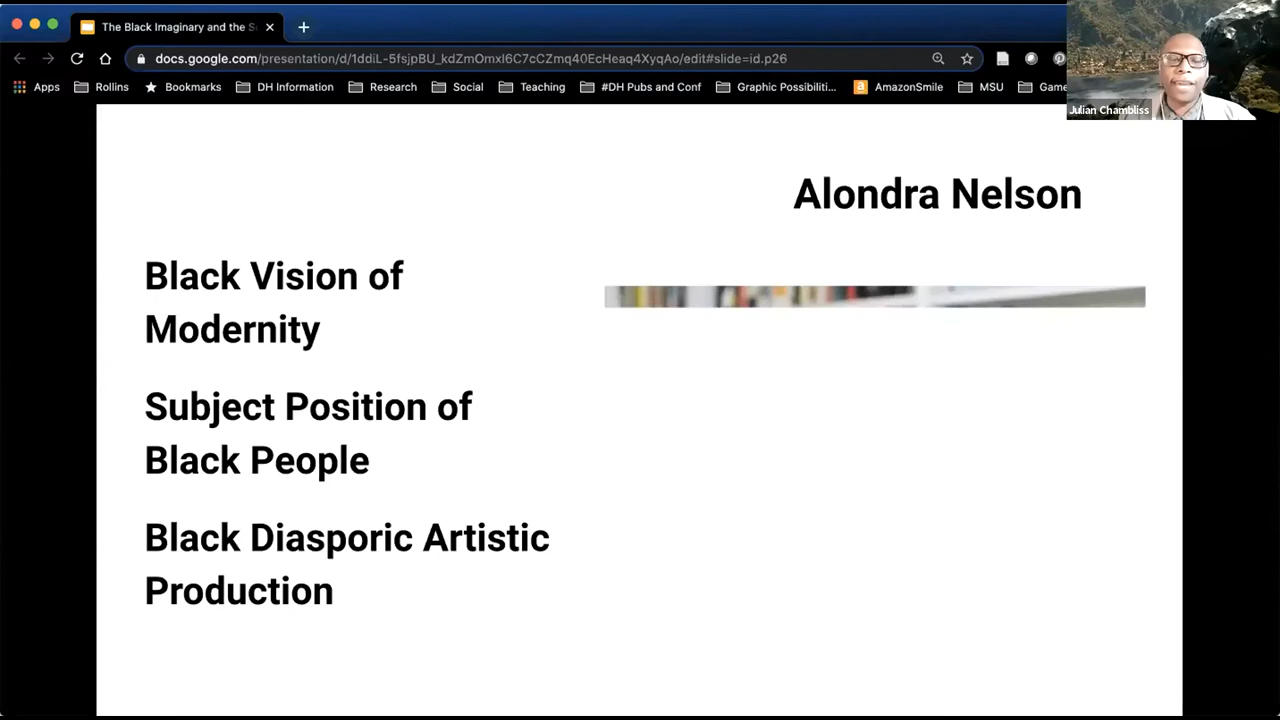 The Black Imaginary and the S
docs.google.com/presentation/d/1ddiL-5fsjpBU_kdZmOmxI6C7cCZmq40EcHeaq4XyqAo/edit#slide=id.p26
Apps Rollins Bookmarks DH Information Research Social Teaching #DH Pubs and Conf Graphic Possibiliti... AmazonSmile MSU Game
Julian Chambliss
Alondra Nelson
Black Vision of
Modernity
Subject Position of
Black People
Black Diasporic Artistic
Production